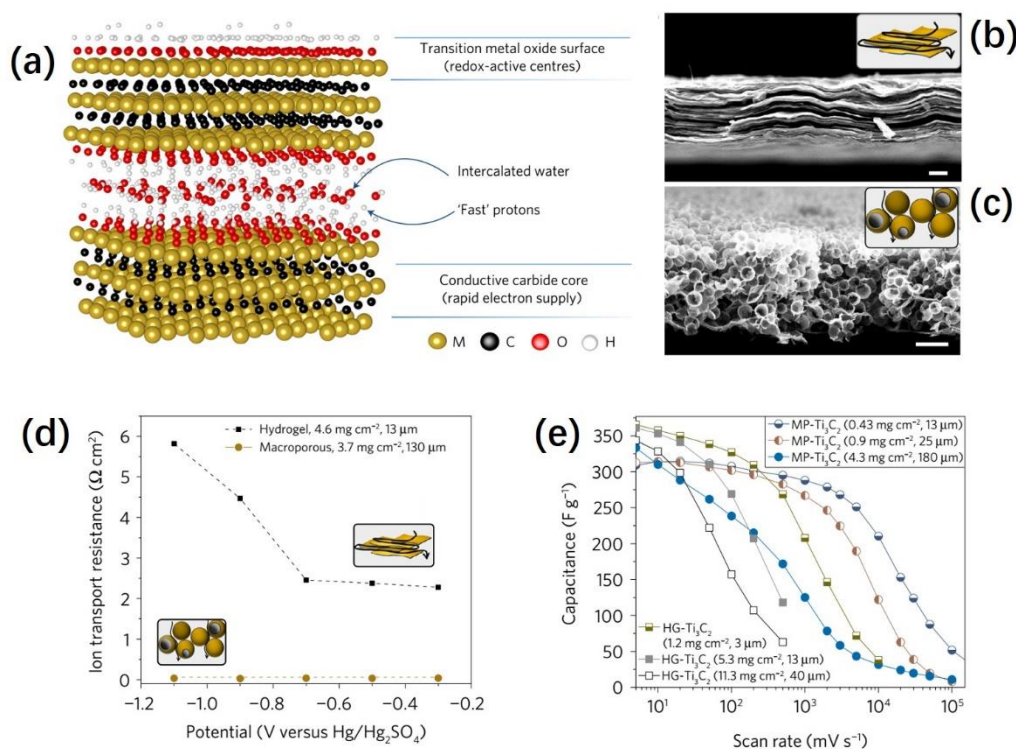 (a)
Transition metal oxide surface
(redox-active centres)
Intercalated water
‘Fast’ protons
Conductive carbide core
(rapid electron supply)
M C O H
(b)
(c)
(d)
Hydrogel, 4.6 mg cm⁻², 13 μm
Macroporous, 3.7 mg cm⁻², 130 μm
Ion transport resistance (Ω cm²)
6
5
4
3
2
1
0
−1.2 −1.0 −0.8 −0.6 −0.4 −0.2
Potential (V versus Hg/Hg₂SO₄)
(e)
MP-Ti₃C₂ (0.43 mg cm⁻², 13 μm)
MP-Ti₃C₂ (0.9 mg cm⁻², 25 μm)
MP-Ti₃C₂ (4.3 mg cm⁻², 180 μm)
Capacitance (F g⁻¹)
350
300
250
200
150
100
50
0
HG-Ti₃C₂
(1.2 mg cm⁻², 3 μm)
HG-Ti₃C₂ (5.3 mg cm⁻², 13 μm)
HG-Ti₃C₂ (11.3 mg cm⁻², 40 μm)
10¹ 10² 10³ 10⁴ 10⁵
Scan rate (mV s⁻¹)